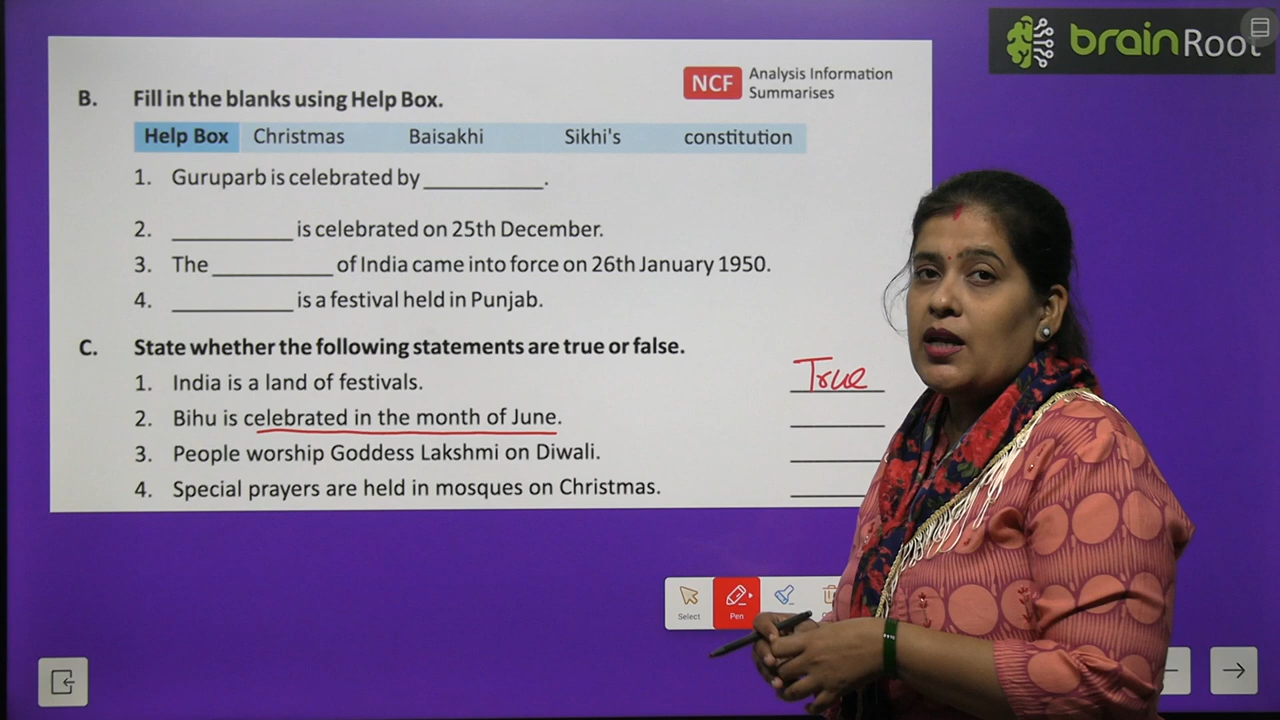 brainRoot
NCF Analysis Information
Summarises
B. Fill in the blanks using Help Box.
Help Box Christmas Baisakhi Sikhi's constitution
1. Guruparb is celebrated by __________.
2. __________ is celebrated on 25th December.
3. The __________ of India came into force on 26th January 1950.
4. __________ is a festival held in Punjab.
C. State whether the following statements are true or false.
1. India is a land of festivals. True
2. Bihu is celebrated in the month of June.
3. People worship Goddess Lakshmi on Diwali.
4. Special prayers are held in mosques on Christmas.
Select Pen